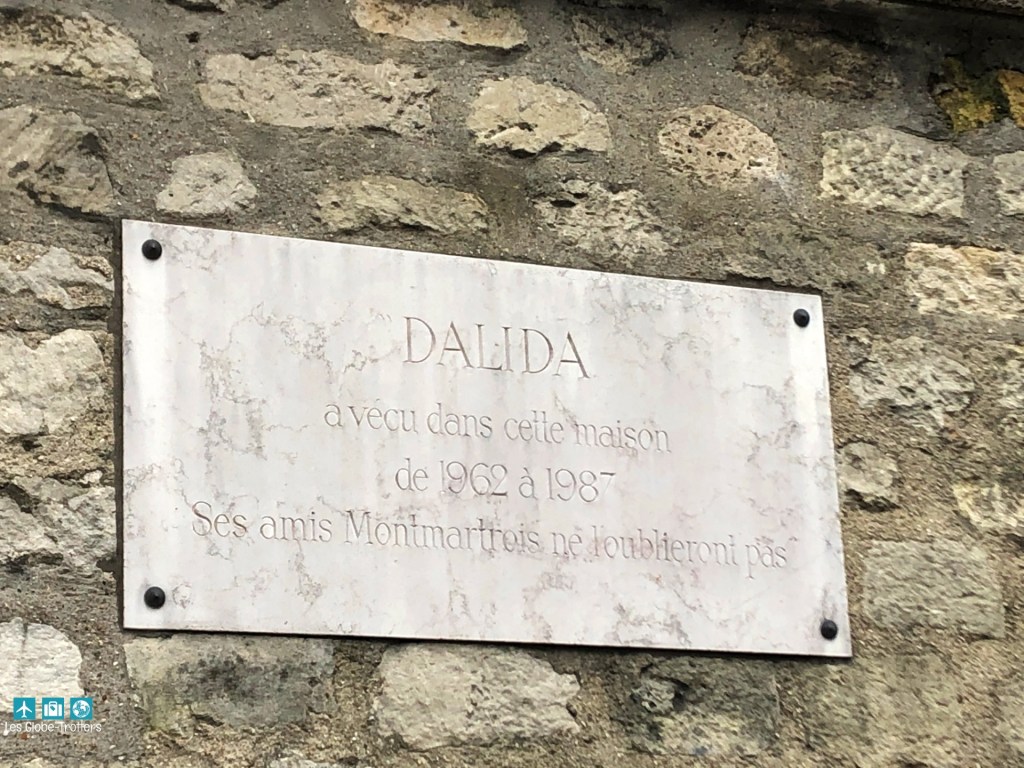 DALIDA
a vécu dans cette maison
de 1962 à 1987
Ses amis Montmartrois ne l'oublieront pas
Les Globe-Trotters